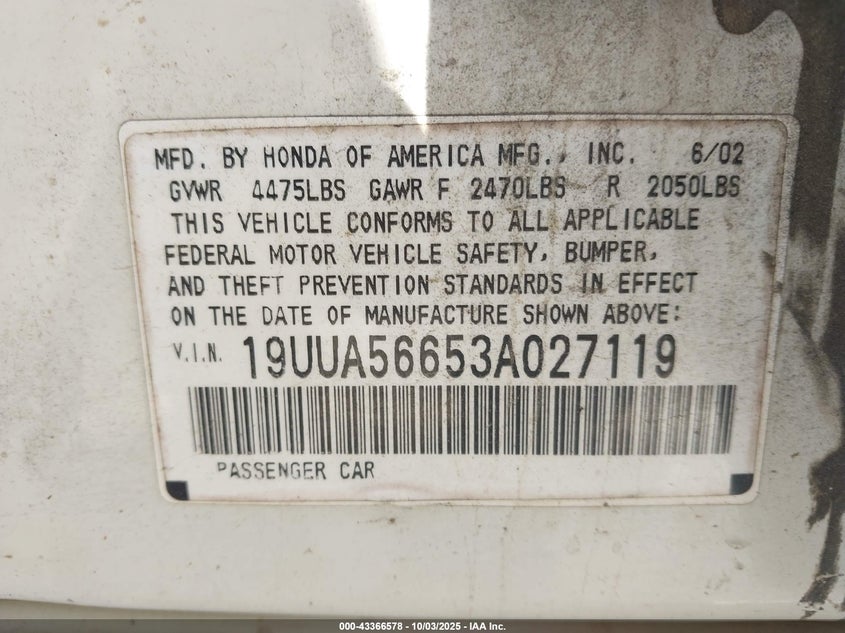 MFD. BY HONDA OF AMERICA MFG., INC. 6/02
GVWR 4475LBS GAWR F 2470LBS R 2050LBS
THIS VEHICLE CONFORMS TO ALL APPLICABLE
FEDERAL MOTOR VEHICLE SAFETY, BUMPER,
AND THEFT PREVENTION STANDARDS IN EFFECT
ON THE DATE OF MANUFACTURE SHOWN ABOVE:
V.I.N. 19UUA56653A027119
PASSENGER CAR
000-43366578 - 10/03/2025 - IAA Inc.